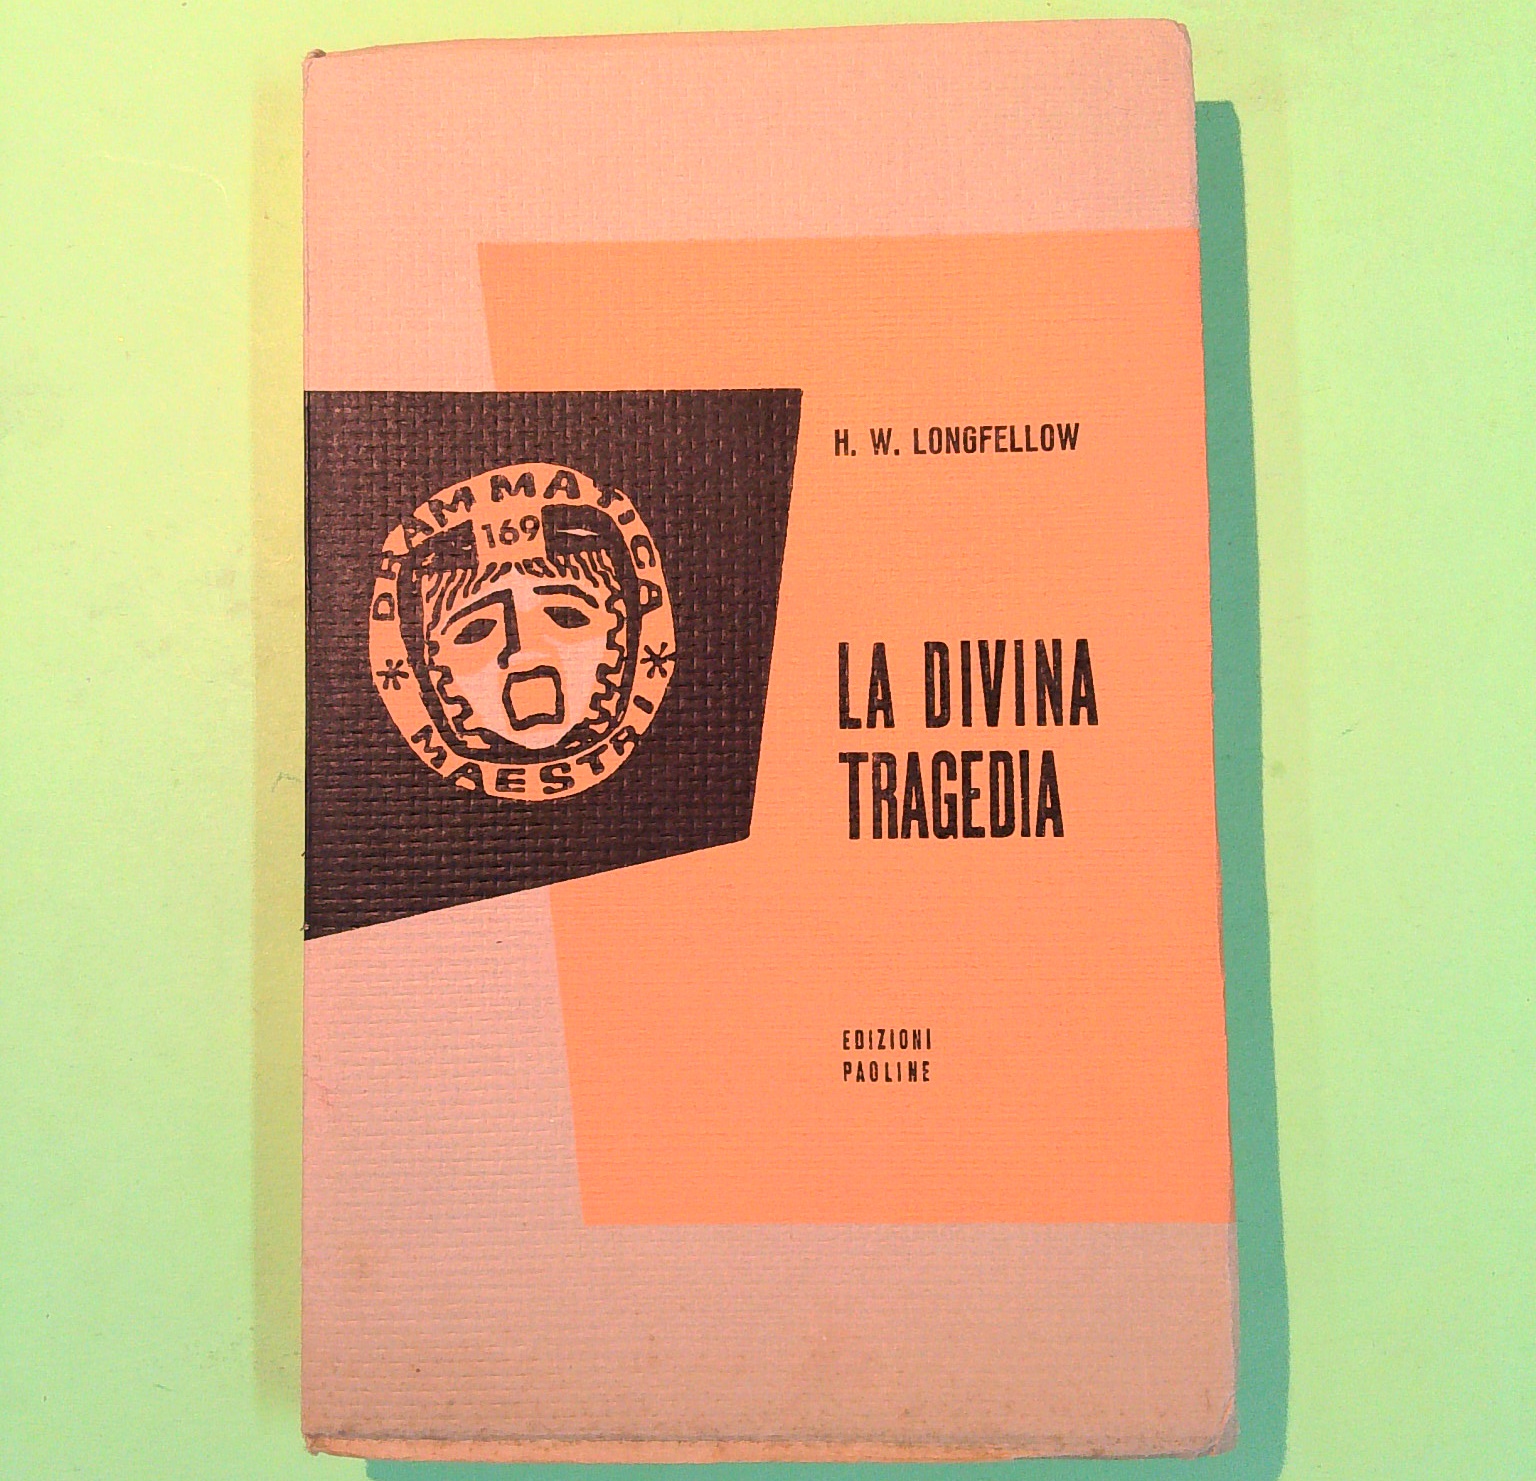 H. W. LONGFELLOW
DRAMMATICA
169
* MAESTRI *
LA DIVINA
TRAGEDIA
EDIZIONI
PAOLINE